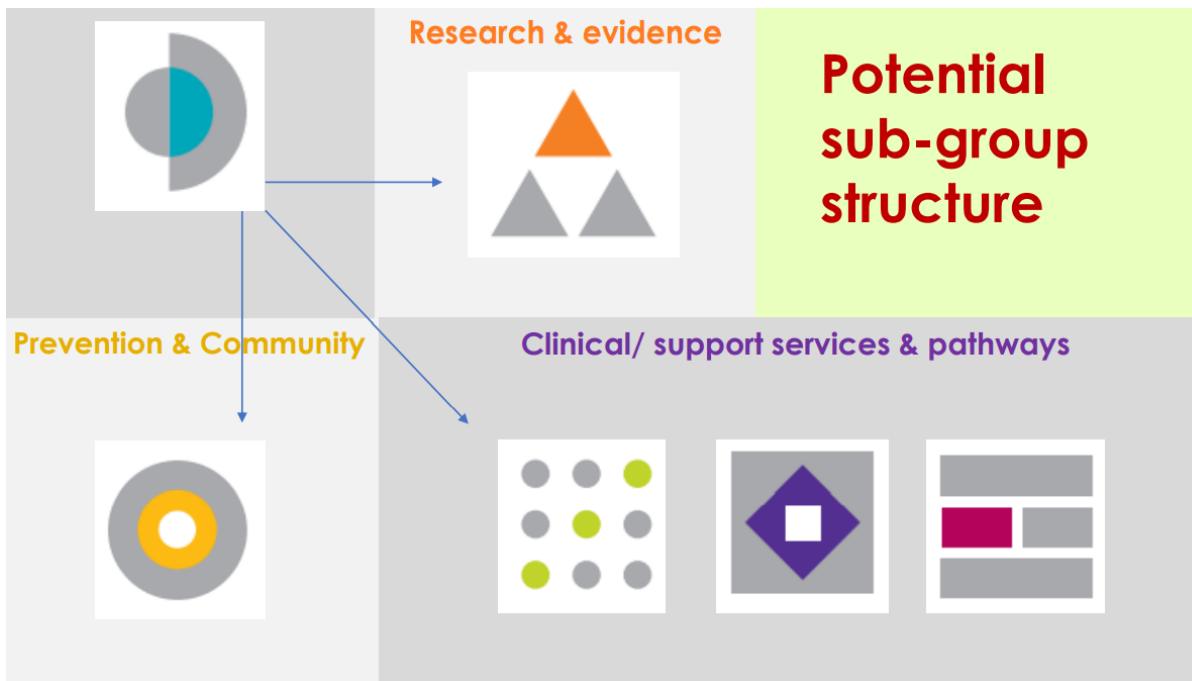 Research & evidence
Potential
sub-group
structure
Prevention & Community
Clinical/ support services & pathways